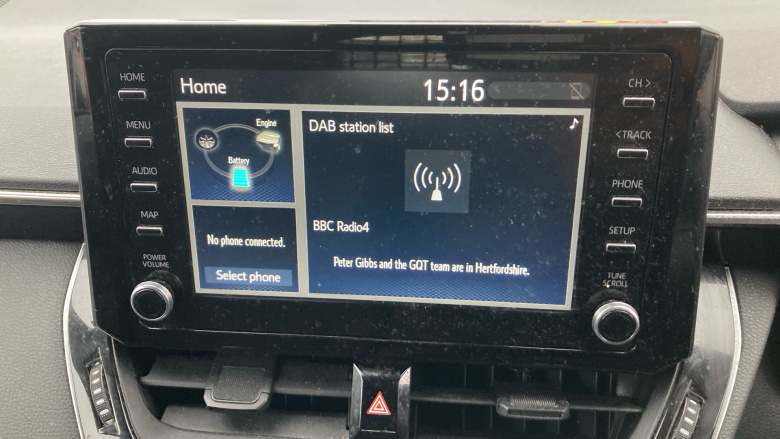 HOME
MENU
AUDIO
MAP
POWER
VOLUME
Home
15:16
Engine
Battery
No phone connected.
Select phone
DAB station list
BBC Radio4
Peter Gibbs and the GQT team are in Hertfordshire.
CH >
< TRACK
PHONE
SETUP
TUNE
SCROLL